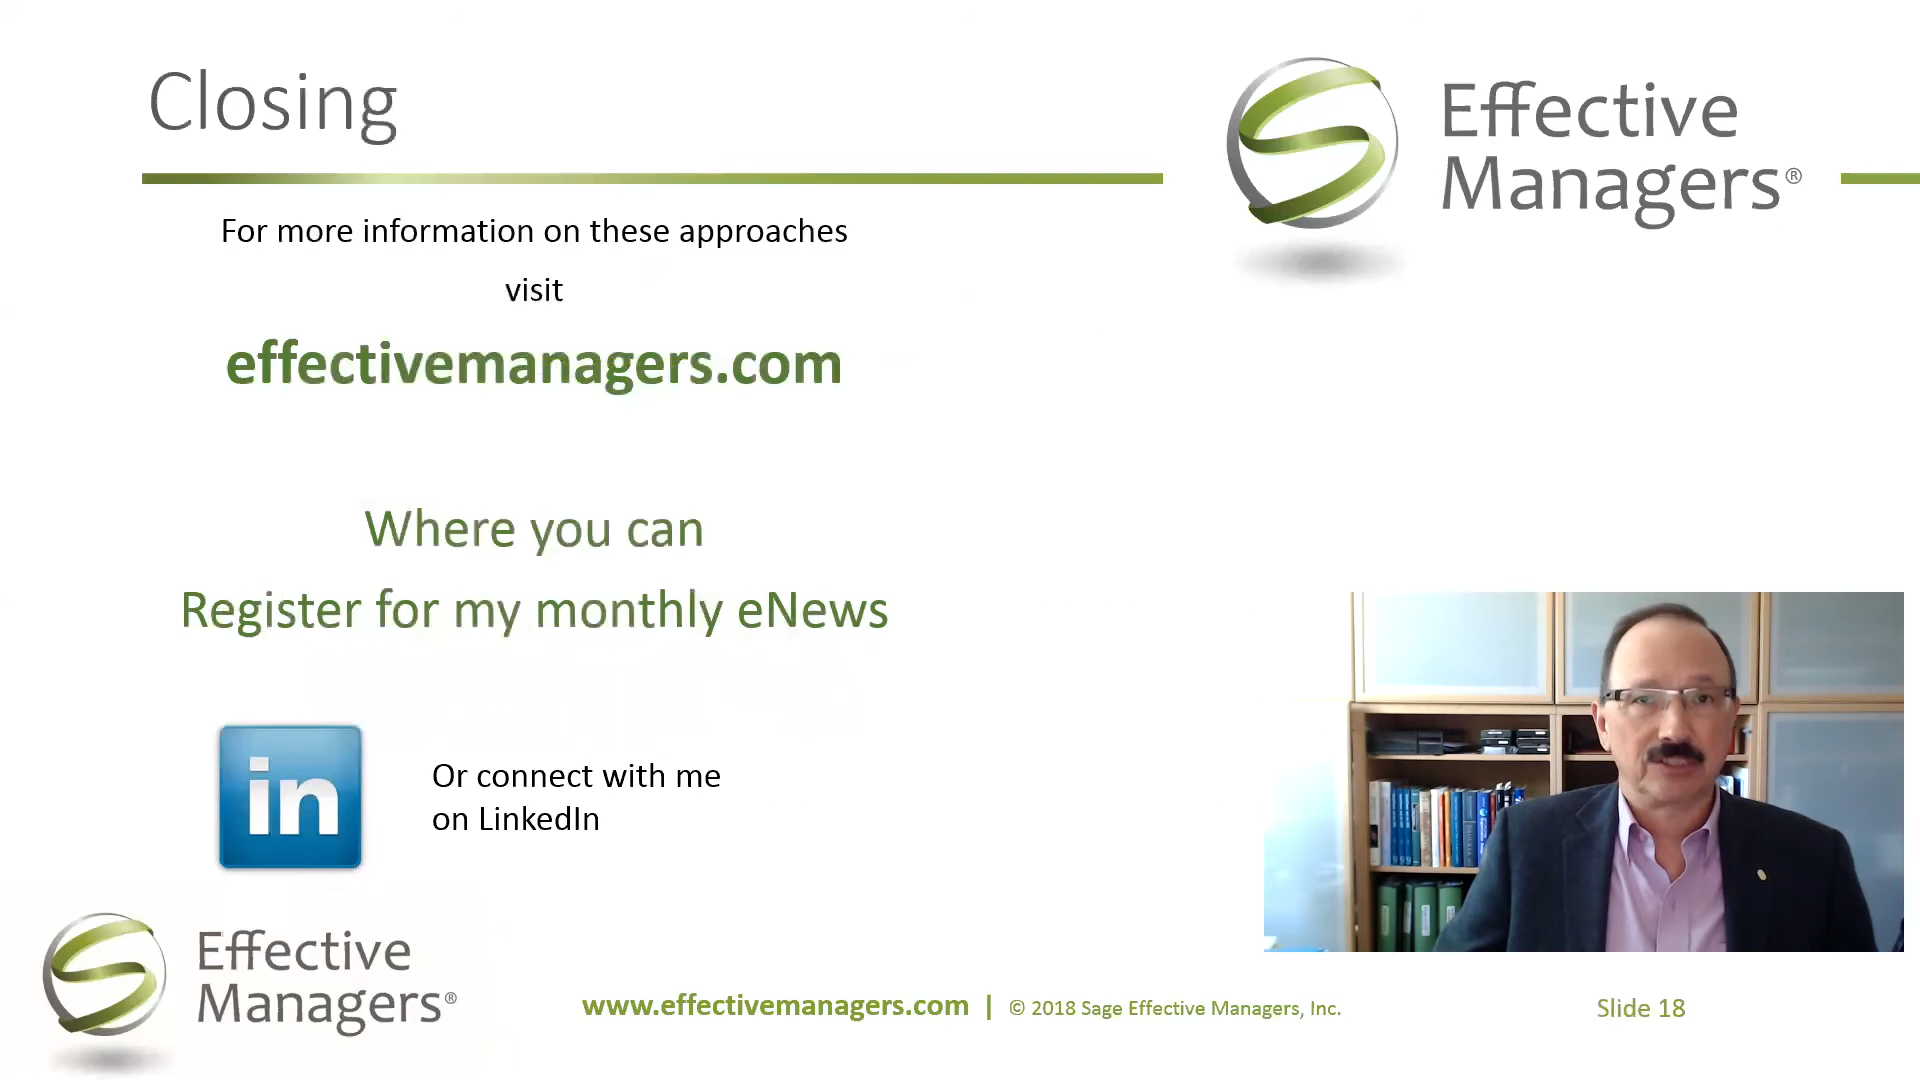 Closing
Effective
Managers®
For more information on these approaches
visit
effectivemanagers.com
Where you can
Register for my monthly eNews
in
Or connect with me
on LinkedIn
Effective
Managers®
www.effectivemanagers.com | © 2018 Sage Effective Managers, Inc.
Slide 18